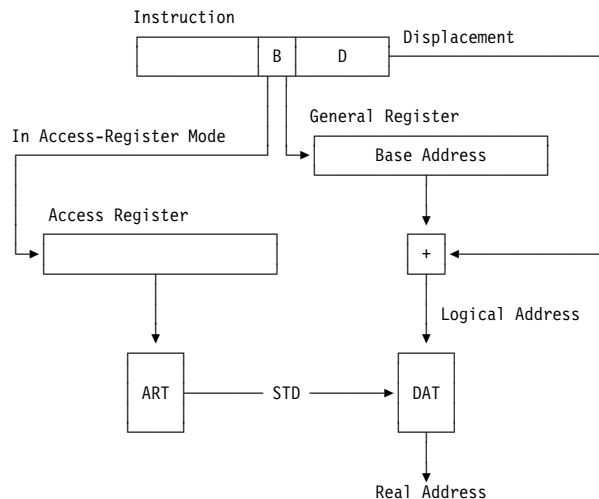 Instruction
Displacement
B
D
General Register
In Access-Register Mode
Base Address
Access Register
+
Logical Address
ART
STD
DAT
Real Address